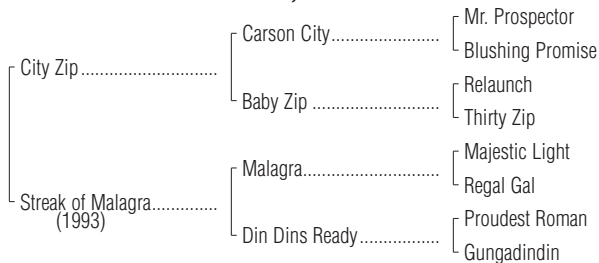 Mr. Prospector
Carson City
Blushing Promise
City Zip
Relaunch
Baby Zip
Thirty Zip
Majestic Light
Malagra
Regal Gal
Streak of Malagra
(1993)
Proudest Roman
Din Dins Ready
Gungadindin